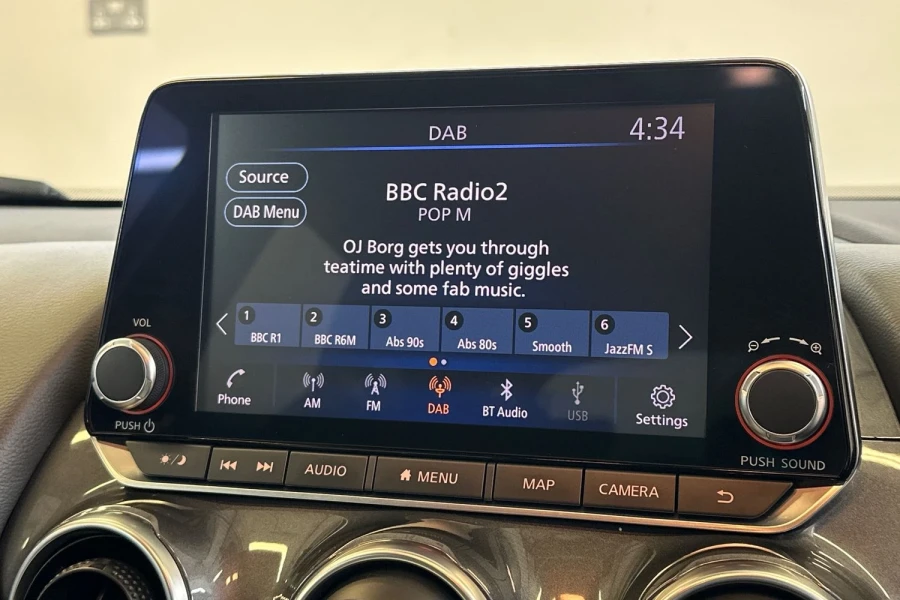 DAB
4:34
Source
DAB Menu
BBC Radio2
POP M
OJ Borg gets you through
teatime with plenty of giggles
and some fab music.
1
BBC R1
2
BBC R6M
3
Abs 90s
4
Abs 80s
5
Smooth
6
JazzFM S
Phone
AM
FM
DAB
BT Audio
USB
Settings
VOL
PUSH
PUSH SOUND
AUDIO
MENU
MAP
CAMERA